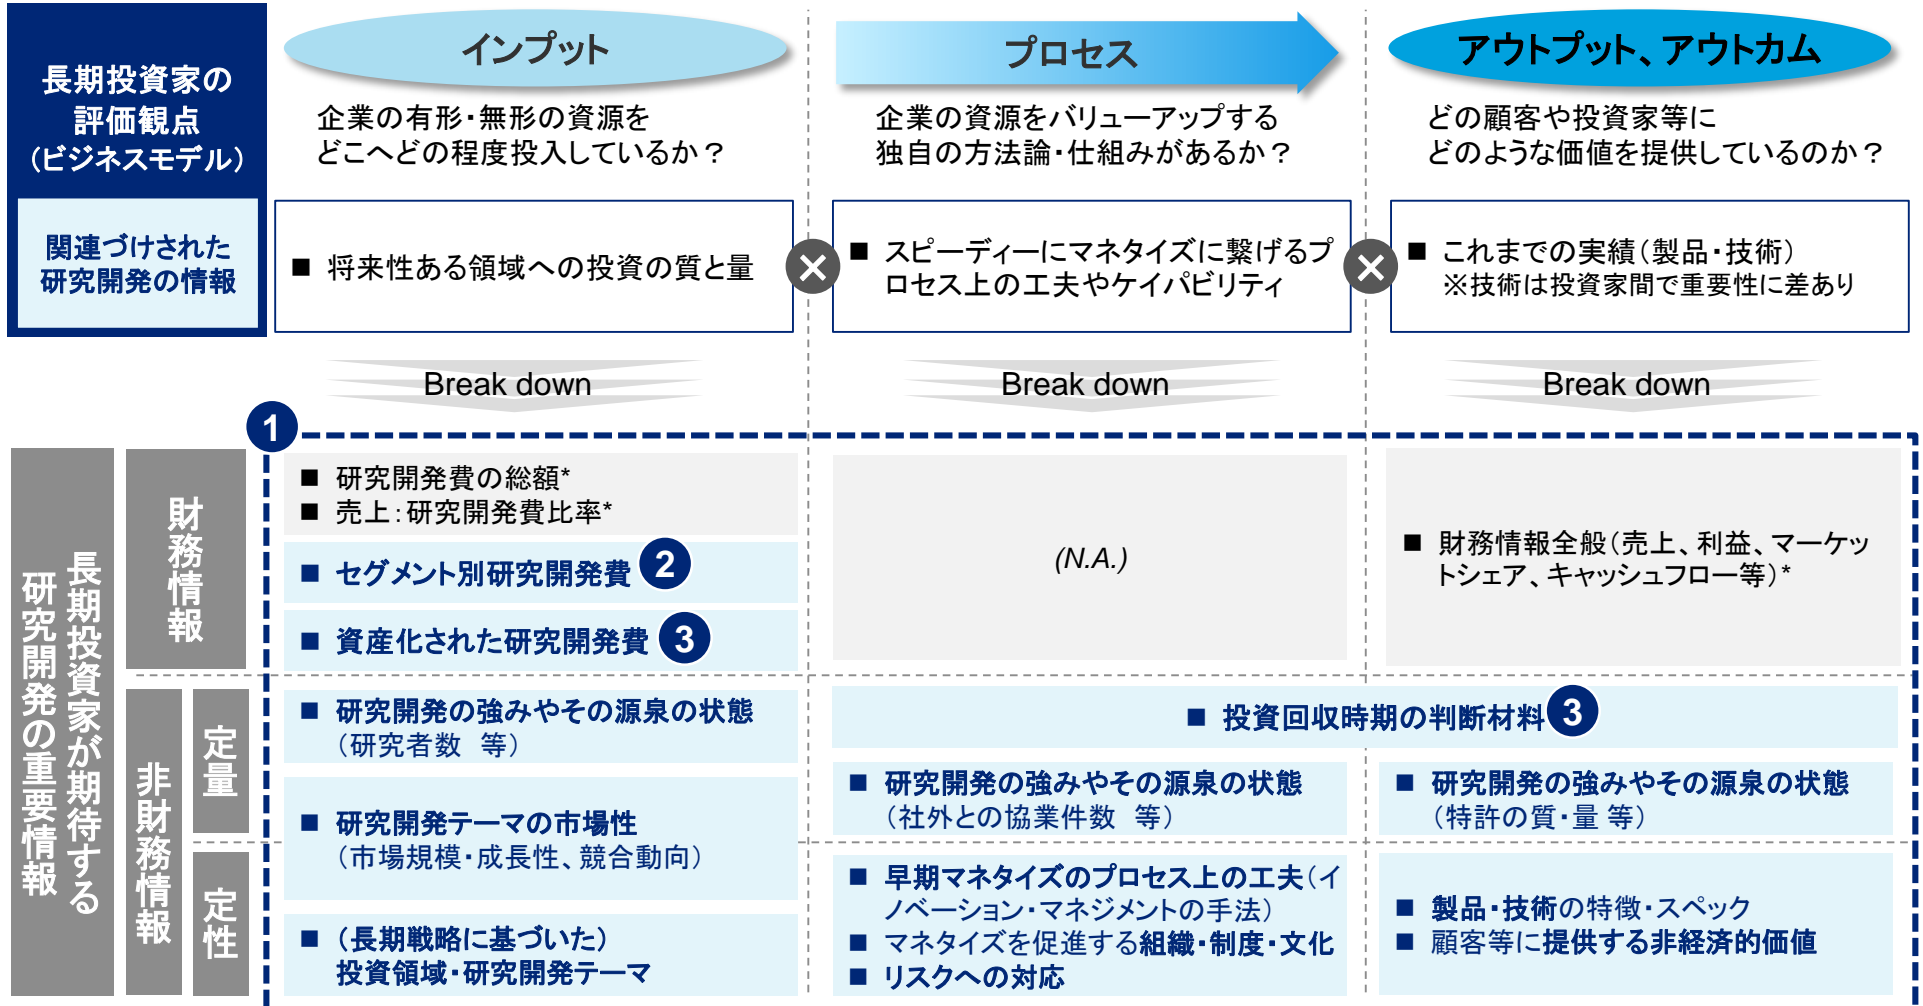 長期投資家の
評価観点
（ビジネスモデル）
インプット
プロセス
アウトプット、アウトカム
企業の有形・無形の資源を
どこへどの程度投入しているか？
企業の資源をバリューアップする
独自の方法論・仕組みがあるか？
どの顧客や投資家等に
どのような価値を提供しているのか？
関連づけされた
研究開発の情報
■ 将来性ある領域への投資の質と量
×
■ スピーディーにマネタイズに繋げるプ
ロセス上の工夫やケイパビリティ
×
■ これまでの実績（製品・技術）
※技術は投資家間で重要性に差あり
Break down
Break down
Break down
1
長期投資家が期待する
研究開発の重要情報
財務情報
■ 研究開発費の総額*
■ 売上：研究開発費比率*
■ セグメント別研究開発費 2
■ 資産化された研究開発費 3
(N.A.)
■ 財務情報全般（売上、利益、マーケッ
トシェア、キャッシュフロー等）*
非財務情報
定量
定性
■ 研究開発の強みやその源泉の状態
（研究者数 等）
■ 研究開発テーマの市場性
（市場規模・成長性、競合動向）
■ （長期戦略に基づいた）
投資領域・研究開発テーマ
■ 投資回収時期の判断材料 3
■ 研究開発の強みやその源泉の状態
（社外との協業件数 等）
■ 研究開発の強みやその源泉の状態
（特許の質・量 等）
■ 早期マネタイズのプロセス上の工夫（イ
ノベーション・マネジメントの手法）
■ マネタイズを促進する組織・制度・文化
■ リスクへの対応
■ 製品・技術の特徴・スペック
■ 顧客等に提供する非経済的価値